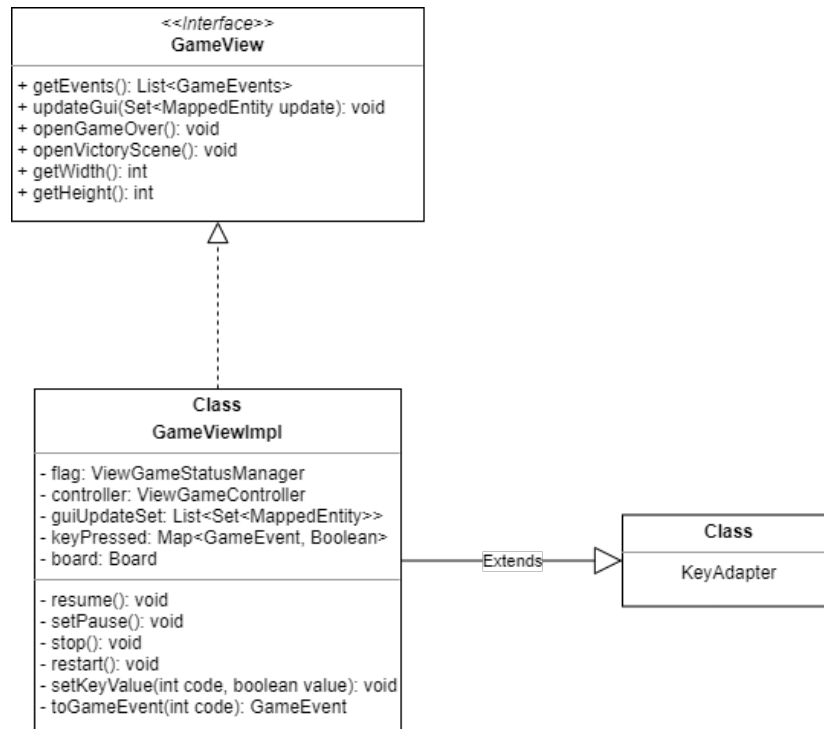 <<Interface>>
GameView
+ getEvents(): List<GameEvents>
+ updateGui(Set<MappedEntity update): void
+ openGameOver(): void
+ openVictoryScene(): void
+ getWidth(): int
+ getHeight(): int
Class
GameViewImpl
- flag: ViewGameStatusManager
- controller: ViewGameController
- guiUpdateSet: List<Set<MappedEntity>>
- keyPressed: Map<GameEvent, Boolean>
- board: Board
- resume(): void
- setPause(): void
- stop(): void
- restart(): void
- setKeyValue(int code, boolean value): void
- toGameEvent(int code): GameEvent
Extends
Class
KeyAdapter